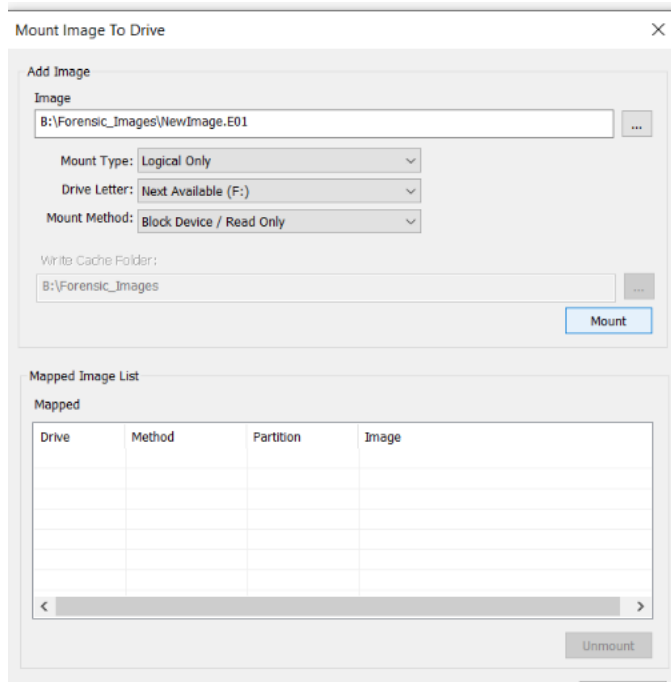 Mount Image To Drive
Add Image
Image
B:\Forensic_Images\NewImage.E01
...
Mount Type: Logical Only
Drive Letter: Next Available (F:)
Mount Method: Block Device / Read Only
Write Cache Folder:
B:\Forensic_Images
...
Mount
Mapped Image List
Mapped
Drive Method Partition Image
Unmount